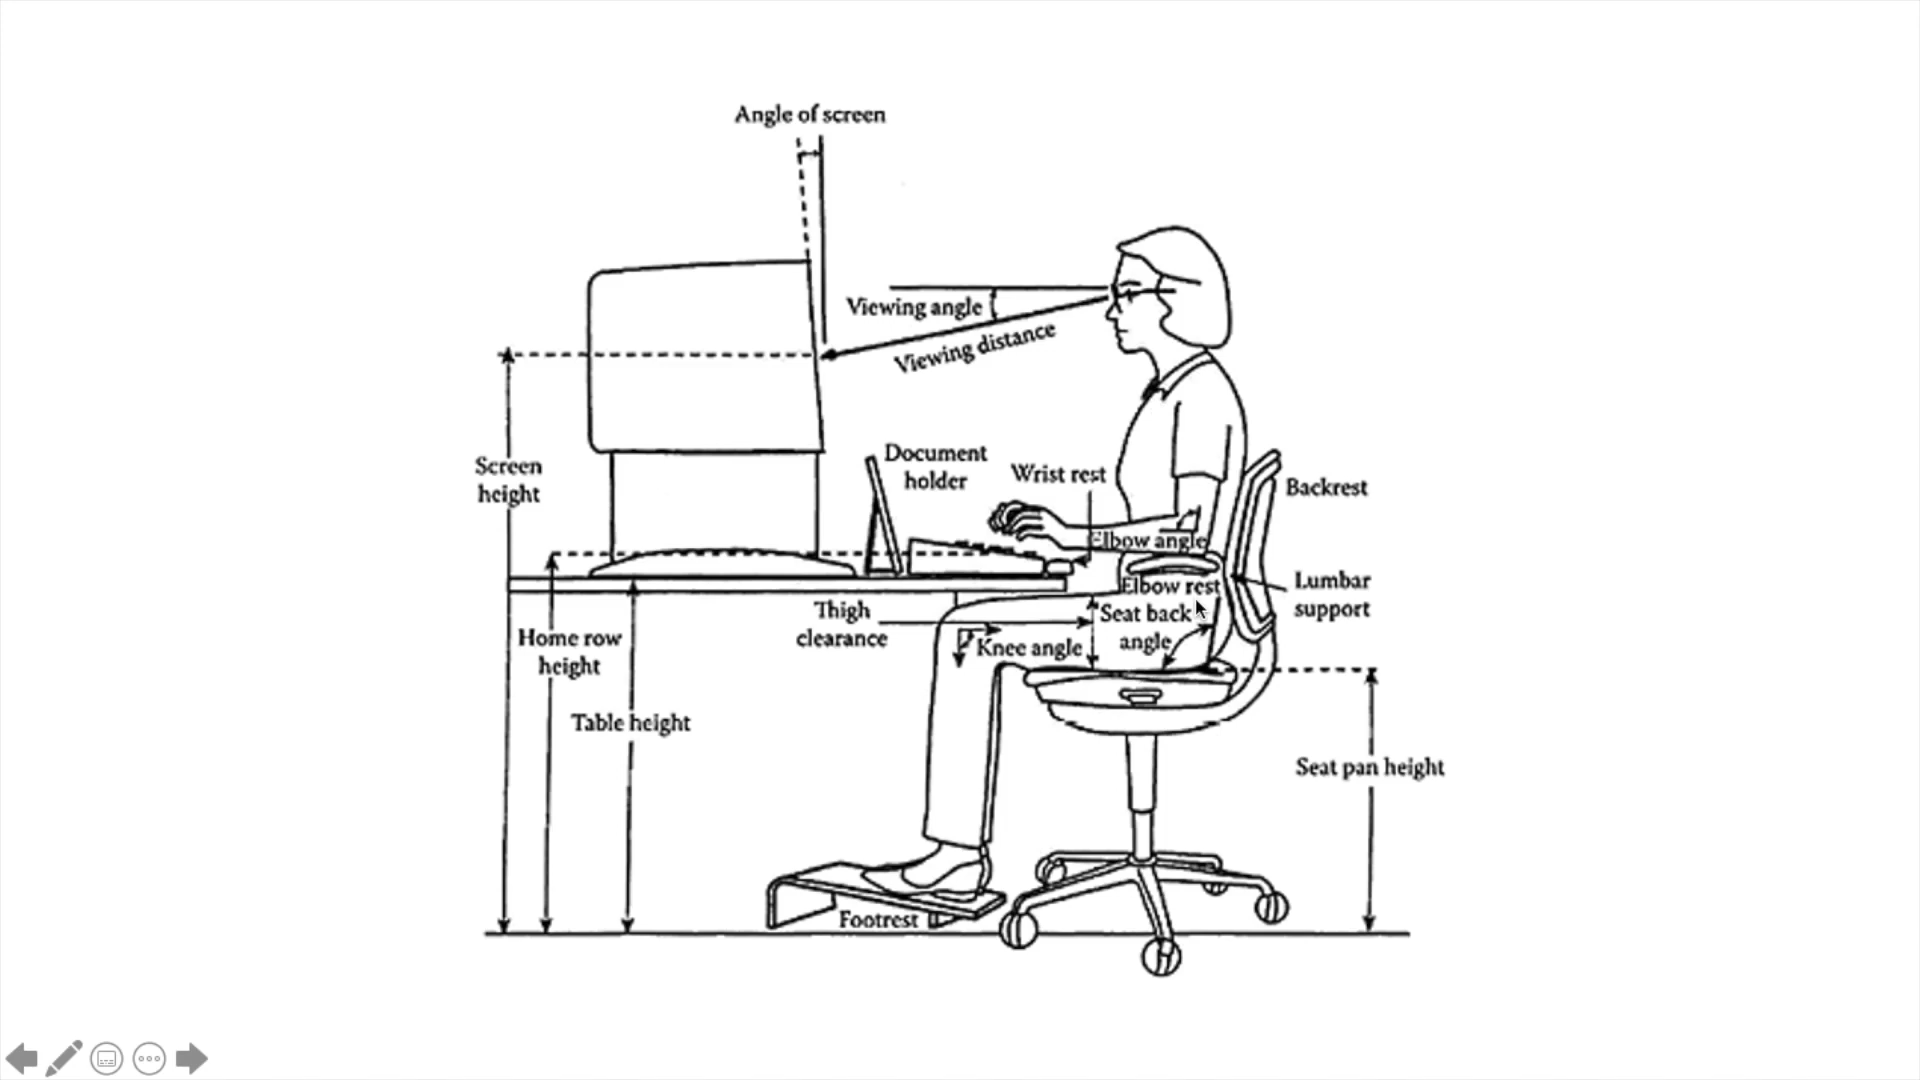 Angle of screen
Viewing angle
Viewing distance
Document
holder
Wrist rest
Screen
height
Backrest
Elbow angle
Elbow rest
Lumbar
support
Thigh
clearance
Seat back
angle
Knee angle
Home row
height
Table height
Seat pan height
Footrest